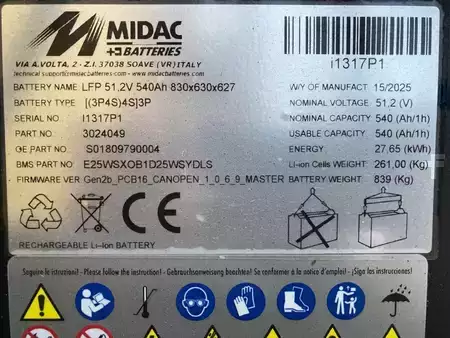 MIDAC
BATTERIES
VIA A.VOLTA, 2 - Z.I. 37038 SOAVE (VR) ITALY
technical support@midacbatteries.com - www.midacbatteries.com
i1317P1
BATTERY NAME LFP 51,2V 540Ah 830x630x627
W/Y OF MANUFACT 15/2025
BATTERY TYPE [(3P4S)4S]3P
NOMINAL VOLTAGE 51,2 (V)
SERIAL NO I1317P1
NOMINAL CAPACITY 540 (Ah/1h)
PART NO 3024049
USABLE CAPACITY 540 (Ah/1h)
OE PART NO S01809790004
ENERGY 27,65 (kWh)
BMS PART NO E25WSXOB1D25WSYDLS
Li-ion Cells WEIGHT 261,00 (Kg)
FIRMWARE VER Gen2b_PCB16_CANOPEN_1_0_6_9_MASTER
BATTERY WEIGHT 839 (Kg)
CE
RECHARGEABLE Li-Ion BATTERY
Seguire le istruzioni! - Follow the instruction! - Gebrauchsanweisung beachten! - Se conformer à la notice d'emploi! - ¡Siga las instrucciones!